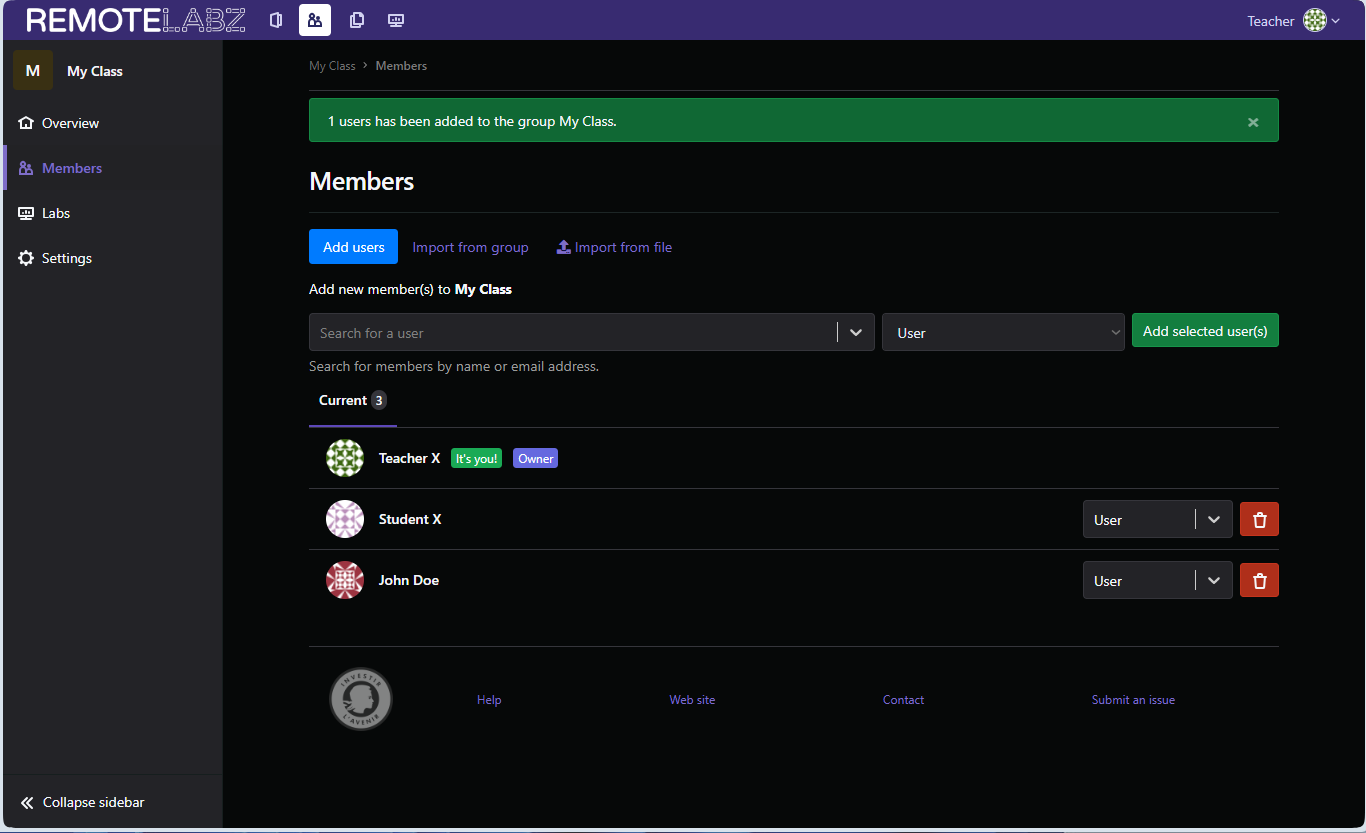 REMOTELABZ
Teacher
M My Class
Overview
Members
Labs
Settings
Collapse sidebar
My Class > Members
1 users has been added to the group My Class.
Members
Add users Import from group Import from file
Add new member(s) to My Class
Search for a user User Add selected user(s)
Search for members by name or email address.
Current 3
Teacher X It's you! Owner
Student X User
John Doe User
INVESTIR L'AVENIR
Help Web site Contact Submit an issue